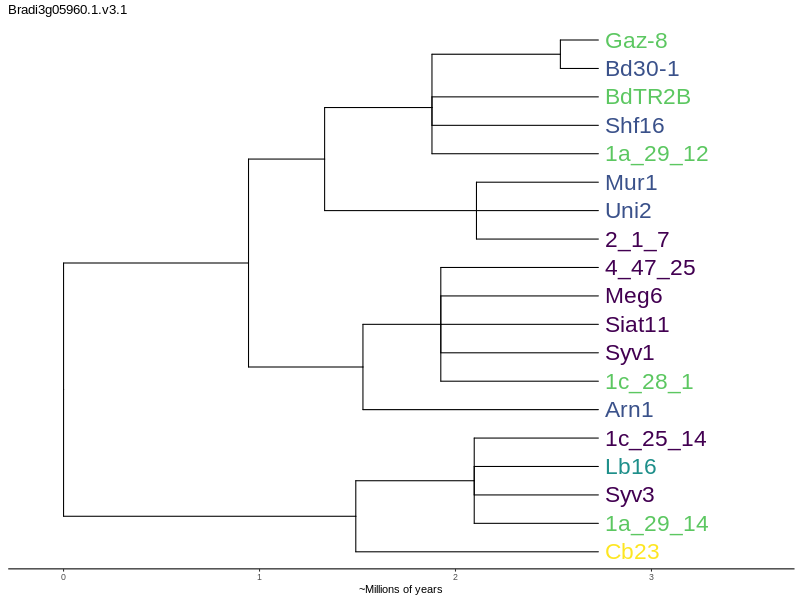 Bradi3g05960.1.v3.1
Gaz-8
Bd30-1
BdTR2B
Shf16
1a_29_12
Mur1
Uni2
2_1_7
4_47_25
Meg6
Siat11
Syv1
1c_28_1
Arn1
1c_25_14
Lb16
Syv3
1a_29_14
Cb23
0 1 2 3
~Millions of years